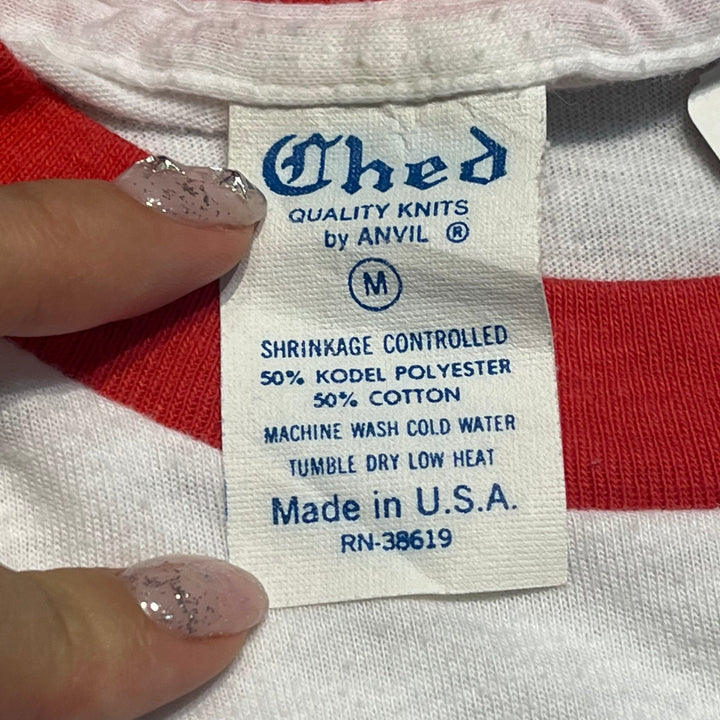 Ched
QUALITY KNITS
by ANVIL ®
M
SHRINKAGE CONTROLLED
50% KODEL POLYESTER
50% COTTON
MACHINE WASH COLD WATER
TUMBLE DRY LOW HEAT
Made in U.S.A.
RN-38619